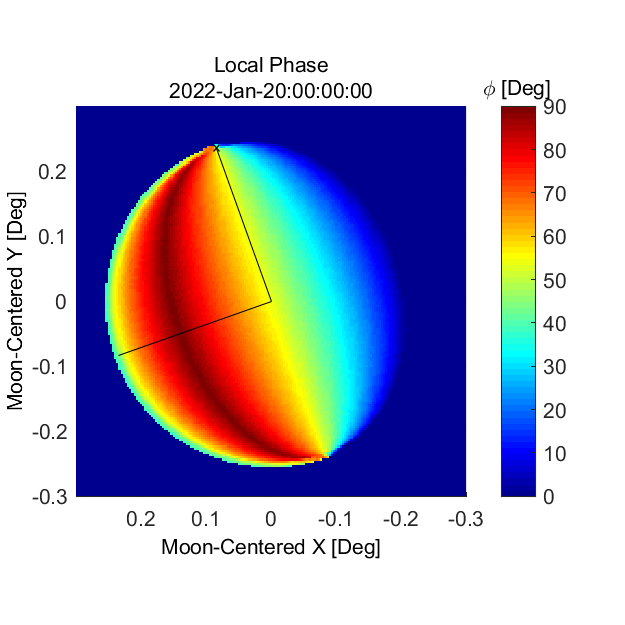 Local Phase
2022-Jan-20:00:00:00:00
ϕ [Deg]
90
80
70
60
50
40
30
20
10
0
Moon-Centered Y [Deg]
0.2
0.1
0
-0.1
-0.2
-0.3
0.2 0.1 0 -0.1 -0.2 -0.3
Moon-Centered X [Deg]